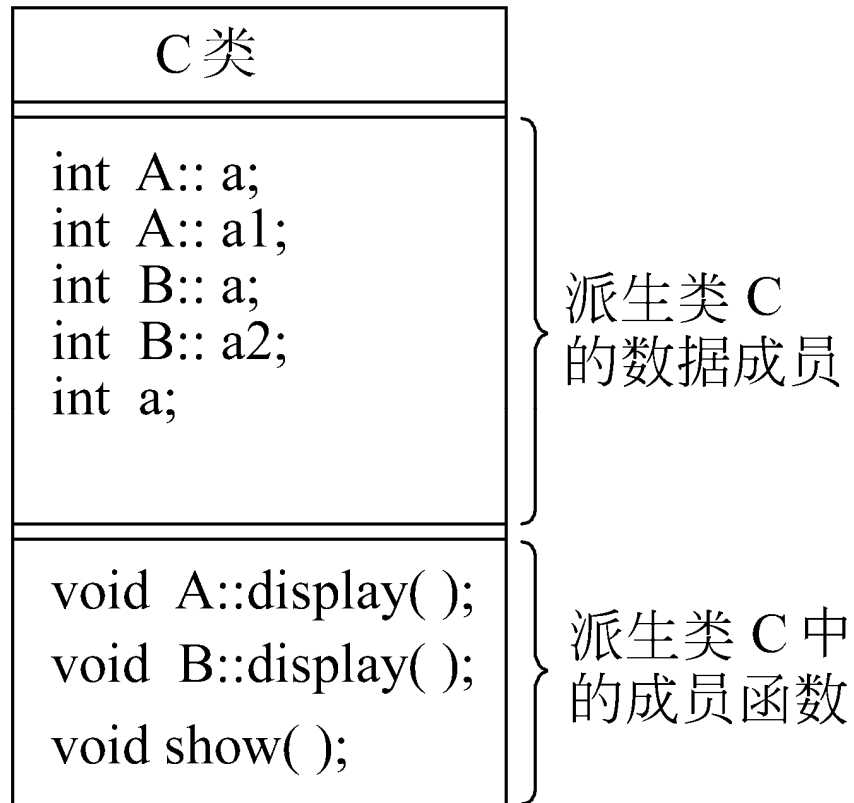 C类
int A:: a;
int A:: a1;
int B:: a;
int B:: a2;
int a;
派生类 C
的数据成员
void A::display( );
void B::display( );
void show( );
派生类 C 中
的成员函数